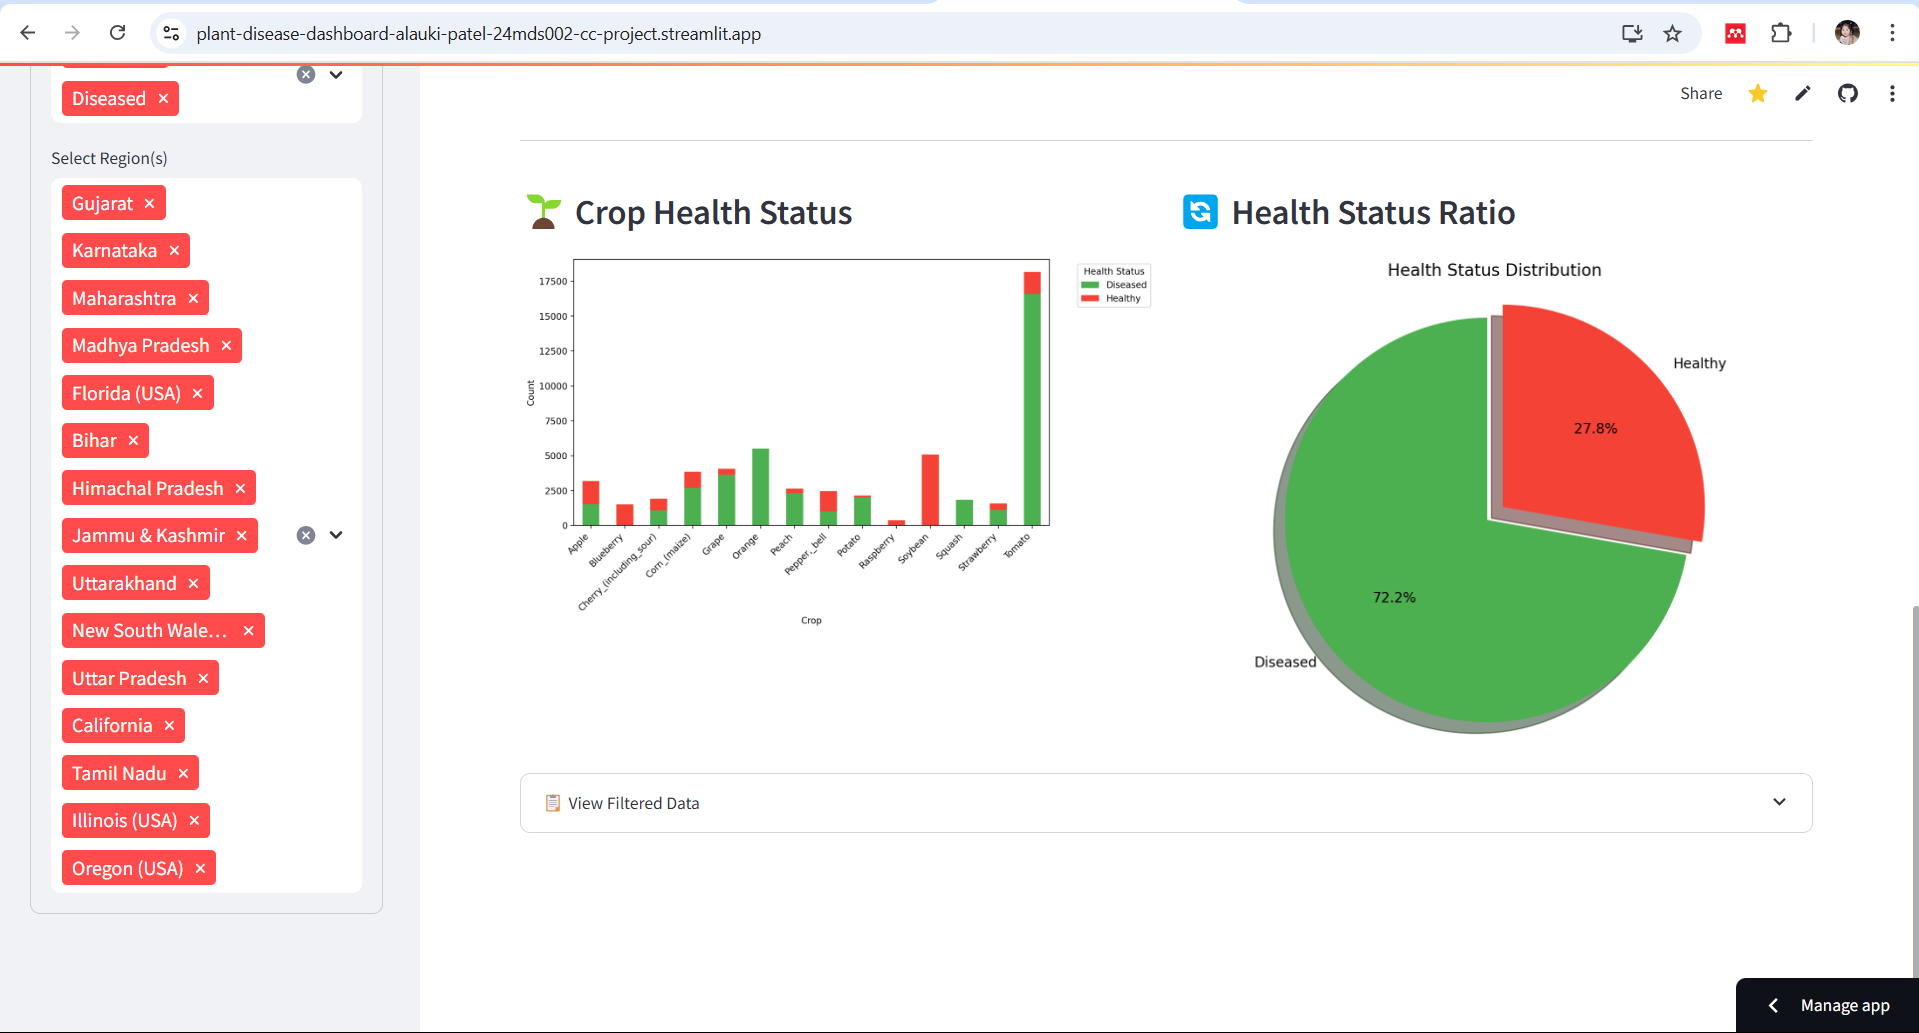 plant-disease-dashboard-alauki-patel-24mds002-cc-project.streamlit.app
Share
Diseased ×
Select Region(s)
Gujarat ×
Karnataka ×
Maharashtra ×
Madhya Pradesh ×
Florida (USA) ×
Bihar ×
Himachal Pradesh ×
Jammu & Kashmir ×
Uttarakhand ×
New South Wale... ×
Uttar Pradesh ×
California ×
Tamil Nadu ×
Illinois (USA) ×
Oregon (USA) ×
Crop Health Status
17500
15000
12500
10000
7500
5000
2500
0
Count
Apple
Blueberry
Cherry_(including_sour)
Corn_(maize)
Grape
Orange
Peach
Pepper,_bell
Potato
Raspberry
Soybean
Squash
Strawberry
Tomato
Crop
Health Status
Diseased
Healthy
Health Status Ratio
Health Status Distribution
Healthy
27.8%
72.2%
Diseased
View Filtered Data
Manage app